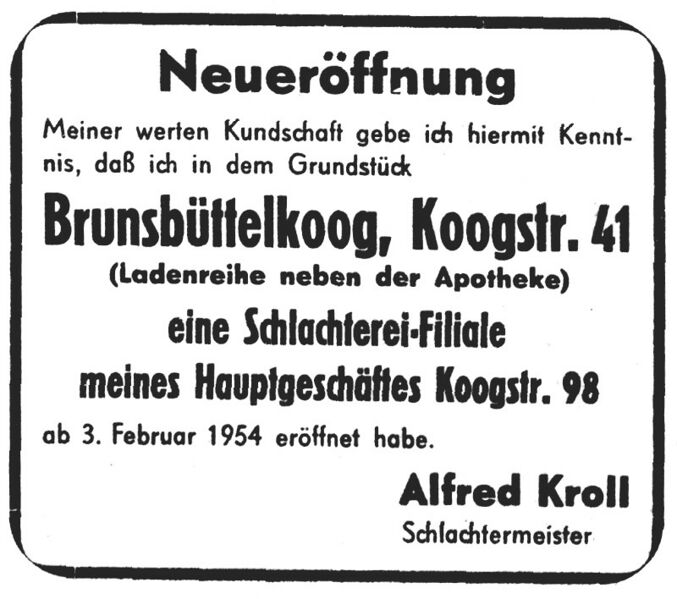 Neueröffnung
Meiner werten Kundschaft gebe ich hiermit Kennt-
nis, daß ich in dem Grundstück
Brunsbüttelkoog, Koogstr. 41
(Ladenreihe neben der Apotheke)
eine Schlachterei-Filiale
meines Hauptgeschäftes Koogstr. 98
ab 3. Februar 1954 eröffnet habe.
Alfred Kroll
Schlachtermeister